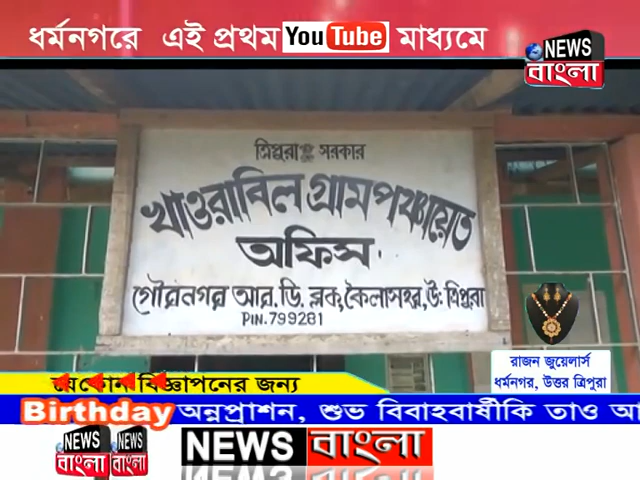 ধর্মনগরে এই প্রথম YouTube মাধ্যমে
NEWS
বাংলা
ত্রিপুরা সরকার
খাওরাবিল গ্রাম পঞ্চায়েত
অফিস
গৌরনগর আর.ডি. ব্লক, কৈলাসহর, উঃ ত্রিপুরা
PIN.799281
রাজন জুয়েলার্স
ধর্মনগর, উত্তর ত্রিপুরা
যেকোন বিজ্ঞাপনের জন্য
Birthday অন্নপ্রাশন, শুভ বিবাহবার্ষীকি তাও
NEWS NEWS
বাংলা বাংলা
NEWS বাংলা